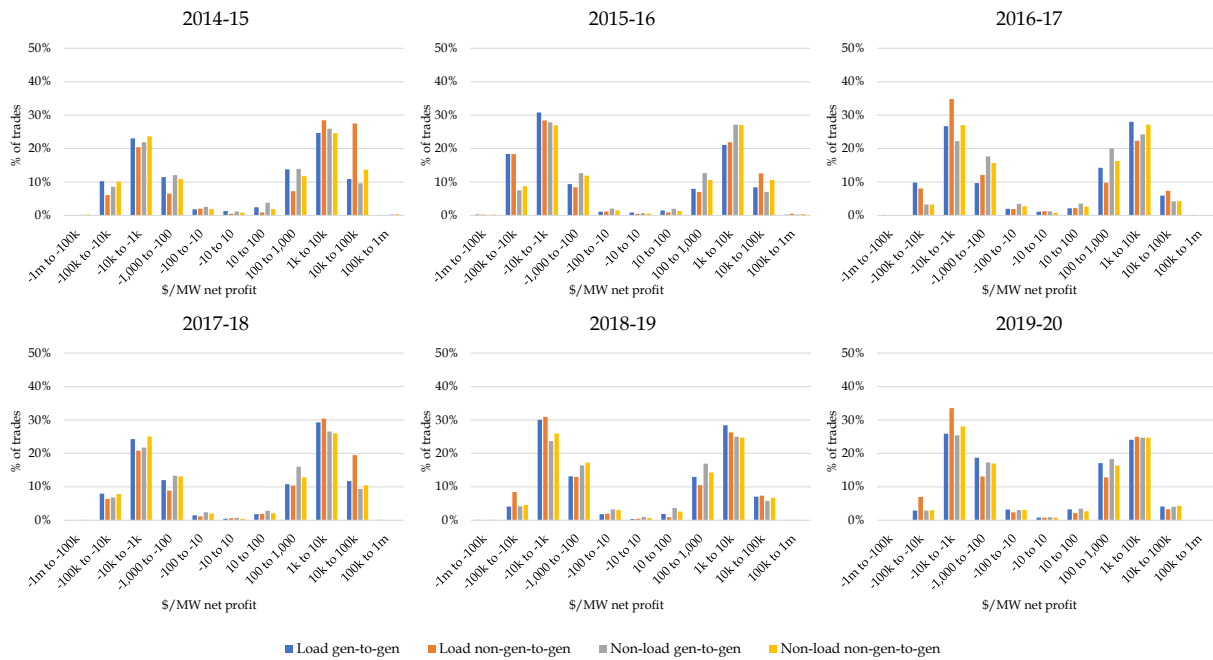 2014-15
50%
40%
30%
20%
10%
0%
% of trades
-1m to -100k
-100k to -10k
-10k to -1k
-1,000 to -100
-100 to -10
-10 to 10
10 to 100
100 to 1,000
1k to 10k
10k to 100k
100k to 1m
$/MW net profit
2015-16
50%
40%
30%
20%
10%
0%
% of trades
-1m to -100k
-100k to -10k
-10k to -1k
-1,000 to -100
-100 to -10
-10 to 10
10 to 100
100 to 1,000
1k to 10k
10k to 100k
100k to 1m
$/MW net profit
2016-17
50%
40%
30%
20%
10%
0%
% of trades
-1m to -100k
-100k to -10k
-10k to -1k
-1,000 to -100
-100 to -10
-10 to 10
10 to 100
100 to 1,000
1k to 10k
10k to 100k
100k to 1m
$/MW net profit
2017-18
50%
40%
30%
20%
10%
0%
% of trades
-1m to -100k
-100k to -10k
-10k to -1k
-1,000 to -100
-100 to -10
-10 to 10
10 to 100
100 to 1,000
1k to 10k
10k to 100k
100k to 1m
$/MW net profit
2018-19
50%
40%
30%
20%
10%
0%
% of trades
-1m to -100k
-100k to -10k
-10k to -1k
-1,000 to -100
-100 to -10
-10 to 10
10 to 100
100 to 1,000
1k to 10k
10k to 100k
100k to 1m
$/MW net profit
2019-20
50%
40%
30%
20%
10%
0%
% of trades
-1m to -100k
-100k to -10k
-10k to -1k
-1,000 to -100
-100 to -10
-10 to 10
10 to 100
100 to 1,000
1k to 10k
10k to 100k
100k to 1m
$/MW net profit
Load gen-to-gen
Load non-gen-to-gen
Non-load gen-to-gen
Non-load non-gen-to-gen